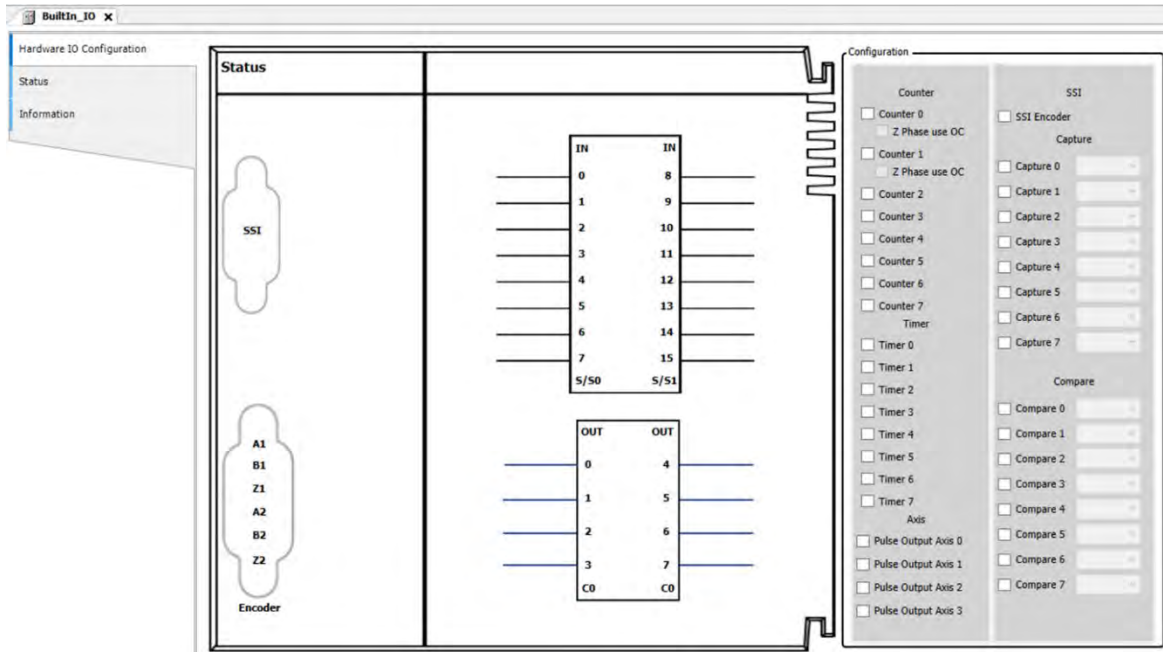 BuiltIn_IO X
Hardware IO Configuration
Status
Information
Status
SSI
A1
B1
Z1
A2
B2
Z2
Encoder
IN IN
0 8
1 9
2 10
3 11
4 12
5 13
6 14
7 15
S/S0 S/S1
OUT OUT
0 4
1 5
2 6
3 7
C0 C0
Configuration
Counter
Counter 0
Z Phase use OC
Counter 1
Z Phase use OC
Counter 2
Counter 3
Counter 4
Counter 5
Counter 6
Counter 7
Timer
Timer 0
Timer 1
Timer 2
Timer 3
Timer 4
Timer 5
Timer 6
Timer 7
Axis
Pulse Output Axis 0
Pulse Output Axis 1
Pulse Output Axis 2
Pulse Output Axis 3
SSI
SSI Encoder
Capture
Capture 0
Capture 1
Capture 2
Capture 3
Capture 4
Capture 5
Capture 6
Capture 7
Compare
Compare 0
Compare 1
Compare 2
Compare 3
Compare 4
Compare 5
Compare 6
Compare 7